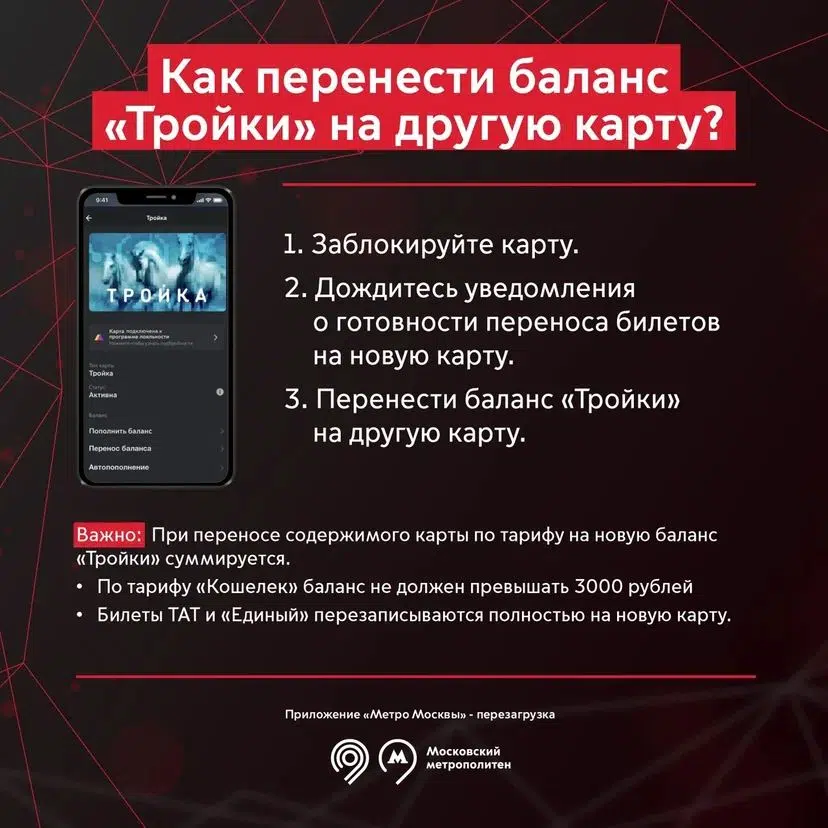 Как перенести баланс
«Тройки» на другую карту?
9:41
Тройка
ТРОЙКА
Карта подключена к
программе лояльности
Нажмите чтобы узнать подробности
Тип карты
Тройка
Статус
Активна
Баланс
Пополнить баланс
Перенос баланса
Автопополнение
1. Заблокируйте карту.
2. Дождитесь уведомления
о готовности переноса билетов
на новую карту.
3. Перенести баланс «Тройки»
на другую карту.
Важно: При переносе содержимого карты по тарифу на новую баланс
«Тройки» суммируется.
• По тарифу «Кошелек» баланс не должен превышать 3000 рублей
• Билеты ТАТ и «Единый» перезаписываются полностью на новую карту.
Приложение «Метро Москвы» - перезагрузка
Московский
метрополитен